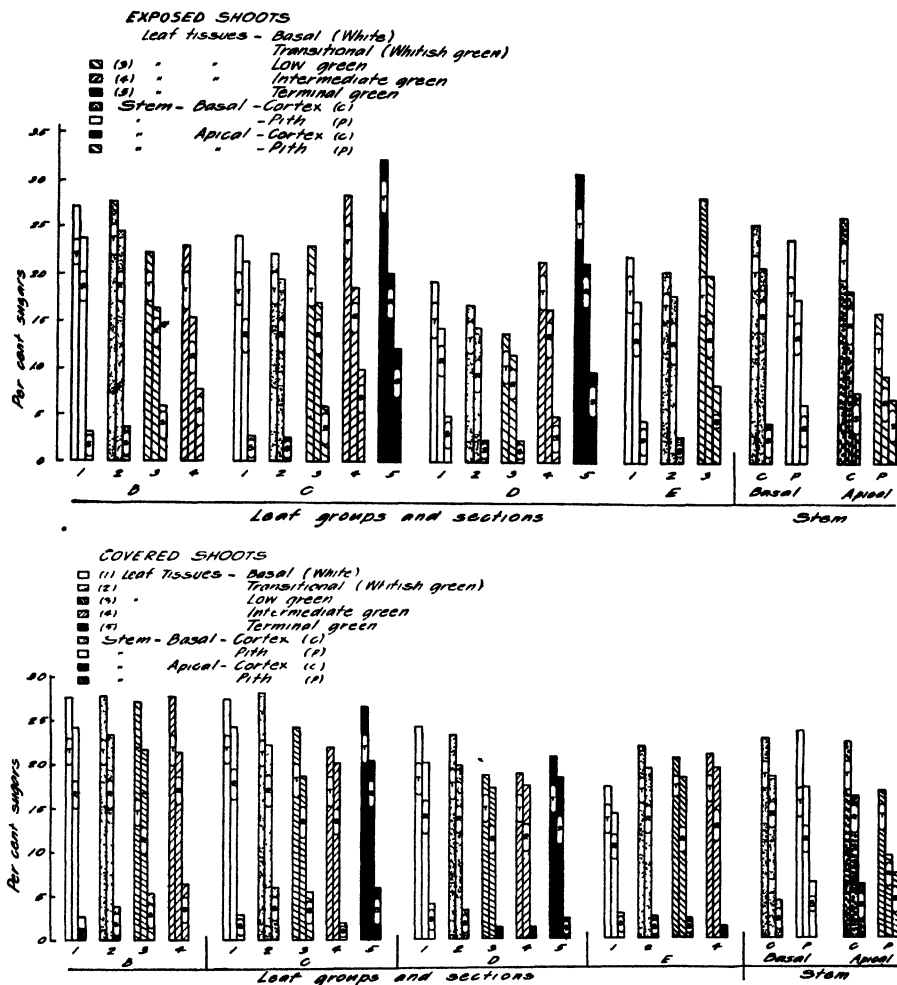 EXPOSED SHOOTS
Leaf tissues - Basal (White)
Transitional (Whitish green)
(3) " " Low green
(4) " " Intermediate green
(5) " Terminal green
Stem - Basal - Cortex (c)
" - Pith (p)
" Apical - Cortex (c)
" " - Pith (p)
Per cent sugars
35
30
25
20
15
10
5
0
1 2 3 4 1 2 3 4 5 1 2 3 4 5 1 2 3 C P C P
B C D E Basal Apical
Leaf groups and sections Stem
COVERED SHOOTS
(1) Leaf Tissues - Basal (White)
(2) Transitional (Whitish green)
(3) " Low green
(4) Intermediate green
(5) Terminal green
Stem - Basal - Cortex (c)
" Pith (p)
" Apical - Cortex (c)
" Pith (p)
Per cent sugars
30
25
20
15
10
5
0
1 2 3 4 1 2 3 4 5 1 2 3 4 5 1 2 3 4 C P C P
B C D E Basal Apical
Leaf groups and sections Stem